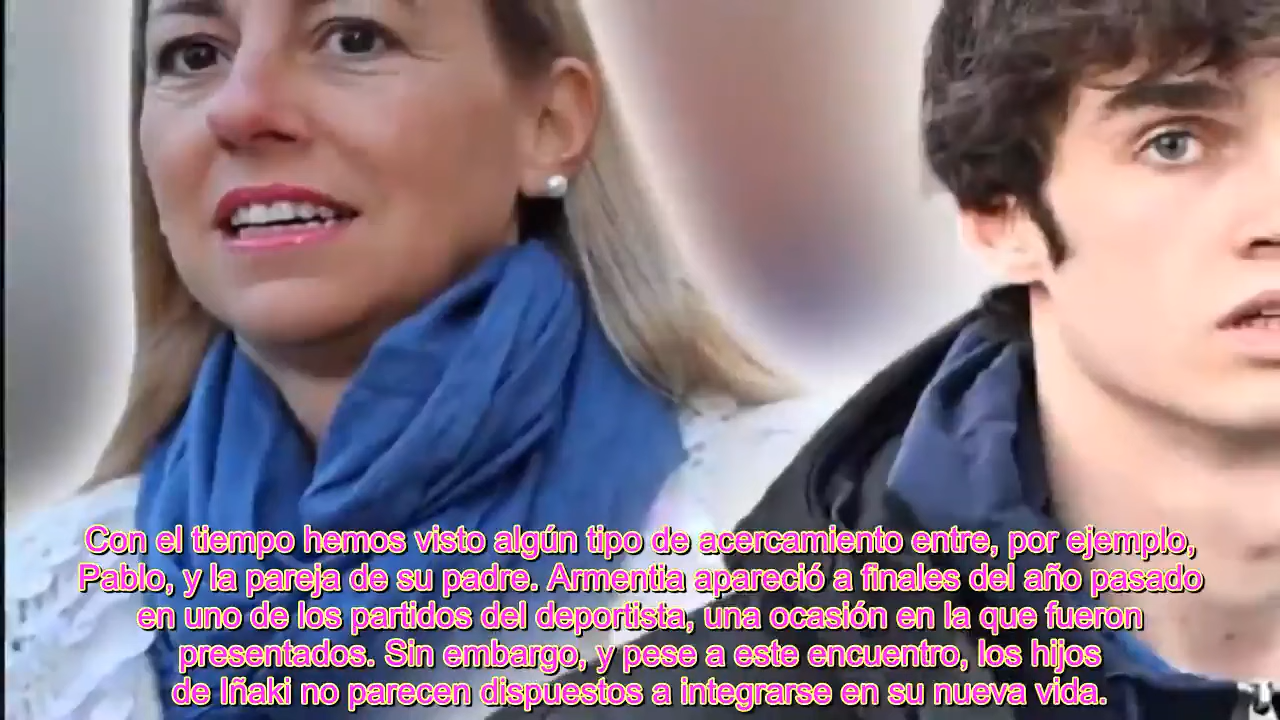 Con el tiempo hemos visto algún tipo de acercamiento entre, por ejemplo,
Pablo, y la pareja de su padre. Armentia apareció a finales del año pasado
en uno de los partidos del deportista, una ocasión en la que fueron
presentados. Sin embargo, y pese a este encuentro, los hijos
de Iñaki no parecen dispuestos a integrarse en su nueva vida.